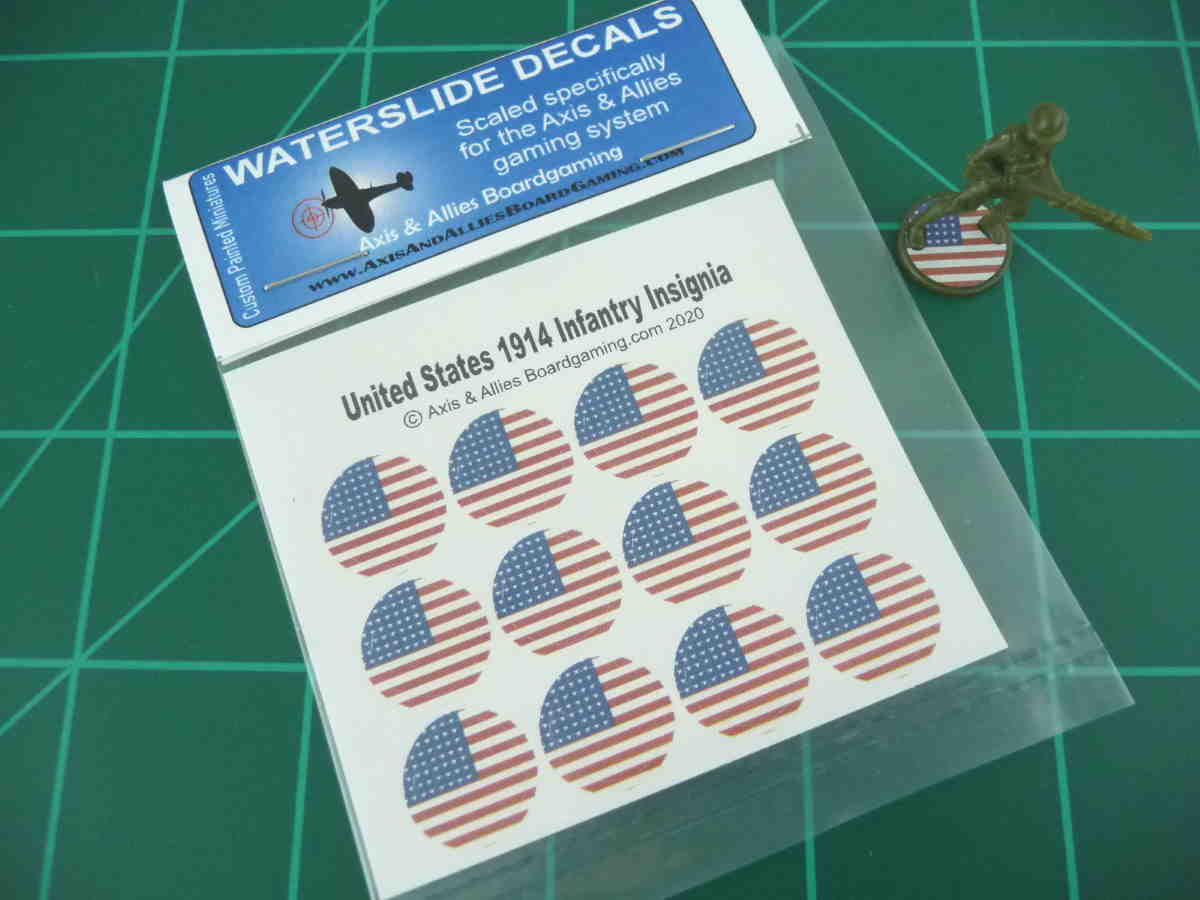 WATERSLIDE DECALS
Scaled specifically
for the Axis & Allies
gaming system
Axis & Allies Boardgaming
www.AxisAndAlliesBoardGaming.com
Custom Painted Miniatures
United States 1914 Infantry Insignia
© Axis & Allies Boardgaming.com 2020